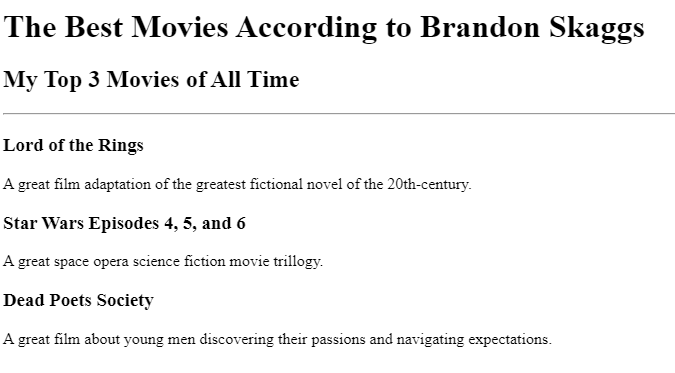 The Best Movies According to Brandon Skaggs
My Top 3 Movies of All Time
Lord of the Rings
A great film adaptation of the greatest fictional novel of the 20th-century.
Star Wars Episodes 4, 5, and 6
A great space opera science fiction movie trillogy.
Dead Poets Society
A great film about young men discovering their passions and navigating expectations.